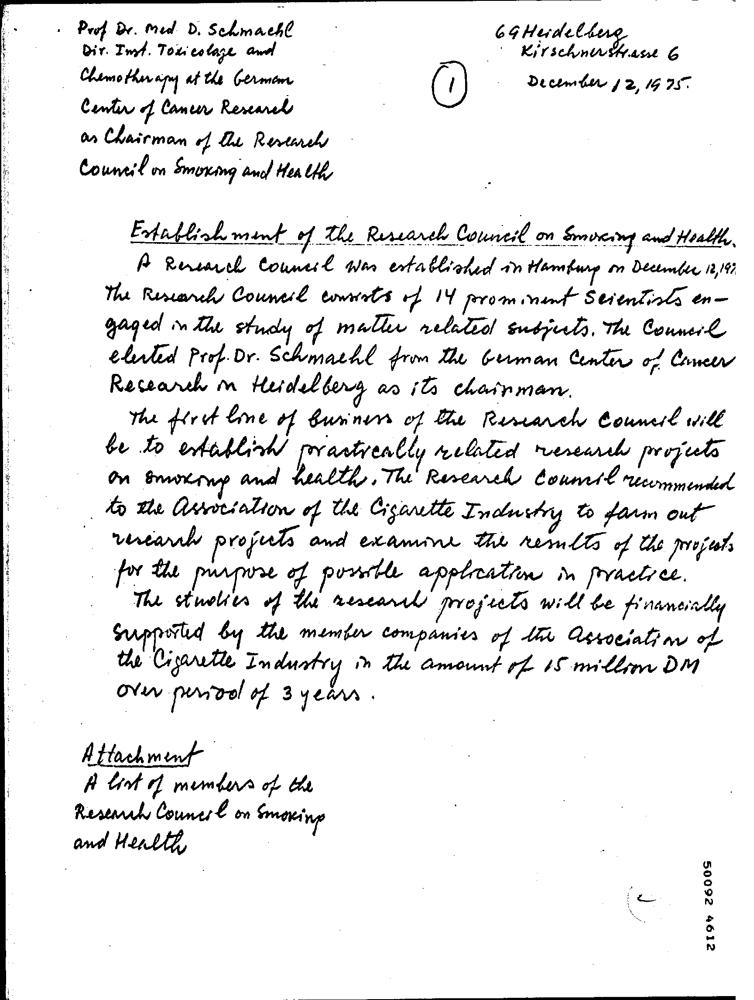 Prof Dr. Med D. Schmaehl
Dir. Inst. Toxicologe and
Chemotherapy at the German
Center of Cancer Research
as Chairman of the Research
Council on Smoking and Health
69 Heidelberg
Kirschnerstrasse 6
1
December 12, 1975.
Establishment of the Research Council on Smoking and Health.
A Research Council was established in Hamburg on December 12, 197
The Research Council consists of 14 prominent Scientists en-
gaged in the study of matter related subjects. The Council
elected Prof. Dr. Schmaehl from the German Center of Cancer
Research in Heidelberg as its chairman.
The first line of business of the Research Council will
be to establish practically related research projects
on smoking and health. The Research Council recommended
to the Association of the Cigarette Industry to farm out
research projects and examine the results of the projects
for the purpose of possible application in practice.
The studies of the research projects will be financially
supported by the member companies of the Association of
the Cigarette Industry in the amount of 15 million DM
over period of 3 years.
Attachment
A list of members of the
Research Council on Smoking
and Health
50092 4612